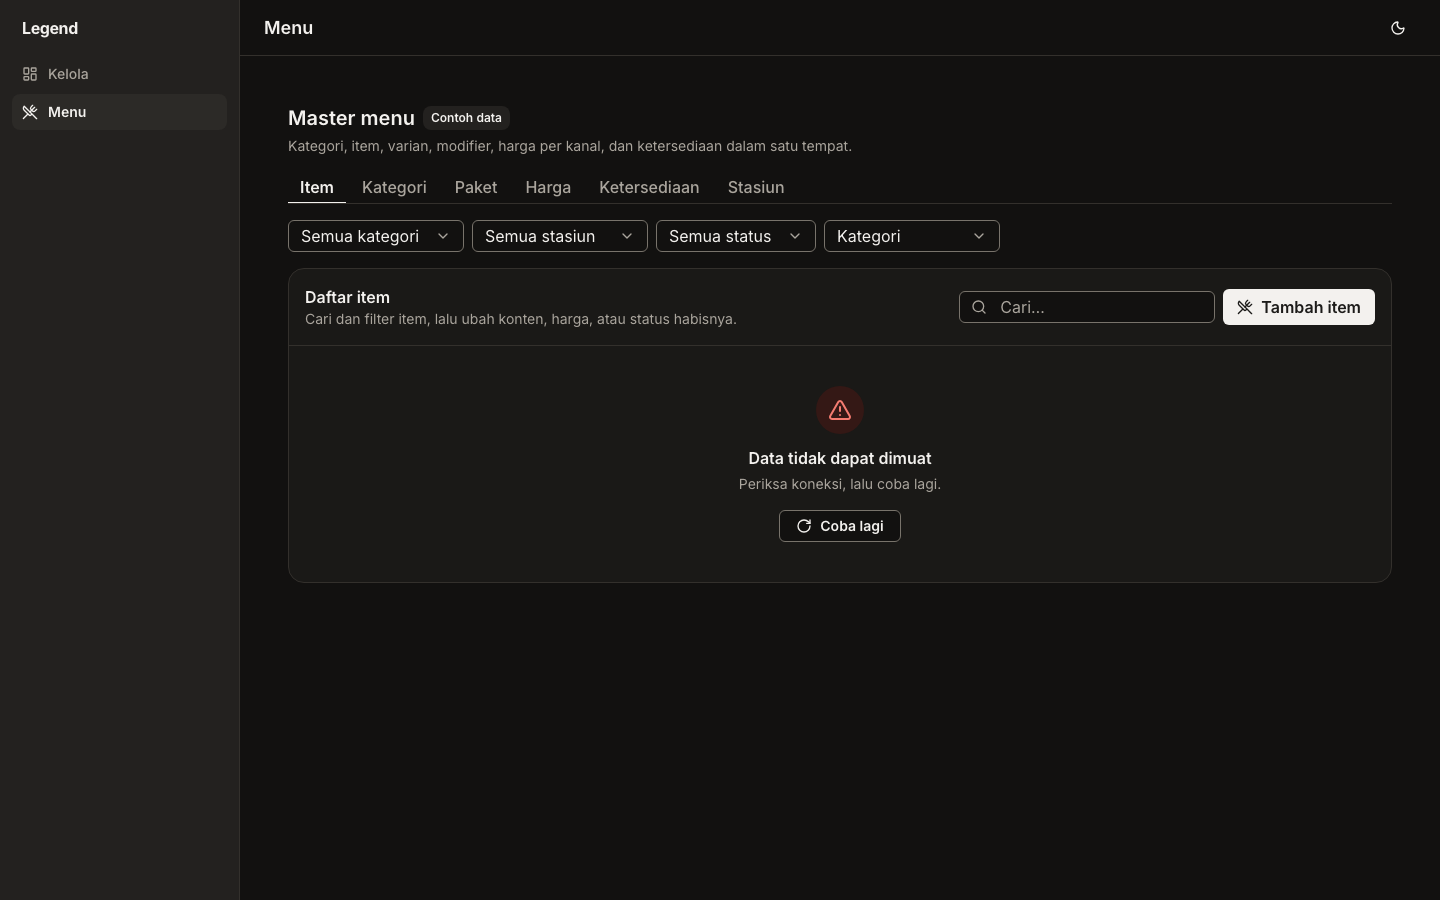 Legend
Menu
Kelola
Menu
Master menu
Contoh data
Kategori, item, varian, modifier, harga per kanal, dan ketersediaan dalam satu tempat.
Item
Kategori
Paket
Harga
Ketersediaan
Stasiun
Semua kategori
Semua stasiun
Semua status
Kategori
Daftar item
Cari dan filter item, lalu ubah konten, harga, atau status habisnya.
Cari...
Tambah item
Data tidak dapat dimuat
Periksa koneksi, lalu coba lagi.
Coba lagi